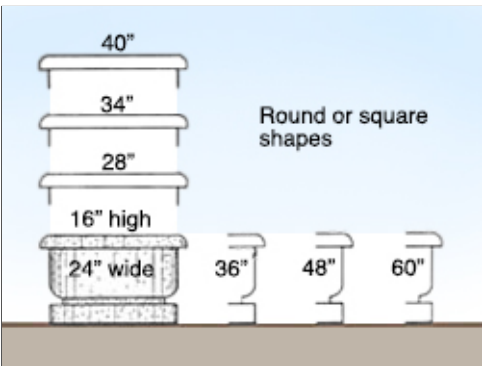 40”
34”
Round or square
shapes
28”
16” high
24” wide
36”
48”
60”